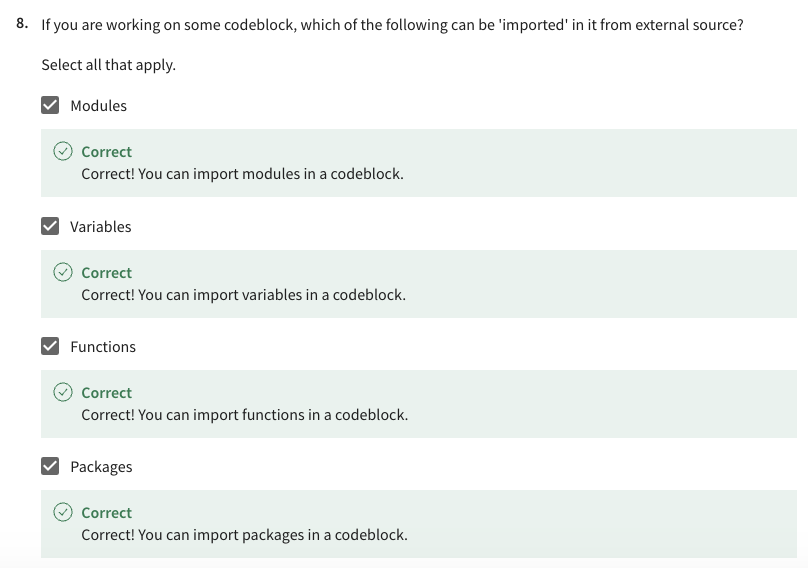 8. If you are working on some codeblock, which of the following can be 'imported' in it from external source?
Select all that apply.
Modules
Correct
Correct! You can import modules in a codeblock.
Variables
Correct
Correct! You can import variables in a codeblock.
Functions
Correct
Correct! You can import functions in a codeblock.
Packages
Correct
Correct! You can import packages in a codeblock.